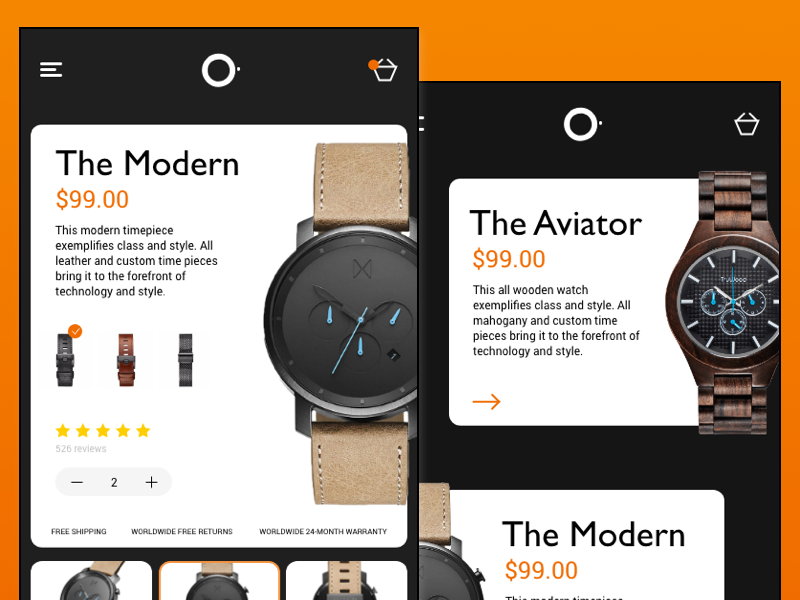 The Modern
$99.00
This modern timepiece
exemplifies class and style. All
leather and custom time pieces
bring it to the forefront of
technology and style.
526 reviews
2
FREE SHIPPING
WORLDWIDE FREE RETURNS
WORLDWIDE 24-MONTH WARRANTY
The Aviator
$99.00
This all wooden watch
exemplifies class and style. All
mahogany and custom time
pieces bring it to the forefront of
technology and style.
The Modern
$99.00
This modern timepiece